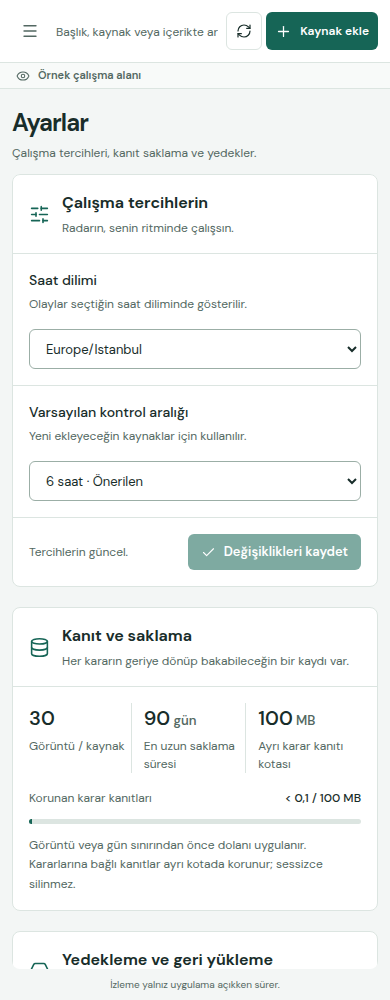 Başlık, kaynak veya içerikte ar
Kaynak ekle
Örnek çalışma alanı
Ayarlar
Çalışma tercihleri, kanıt saklama ve yedekler.
Çalışma tercihlerin
Radarın, senin ritminde çalışsın.
Saat dilimi
Olaylar seçtiğin saat diliminde gösterilir.
Europe/Istanbul
Varsayılan kontrol aralığı
Yeni ekleyeceğin kaynaklar için kullanılır.
6 saat · Önerilen
Tercihlerin güncel.
Değişiklikleri kaydet
Kanıt ve saklama
Her kararın geriye dönüp bakabileceğin bir kaydı var.
30
Görüntü / kaynak
90 gün
En uzun saklama
süresi
100 MB
Ayrı karar kanıtı
kotası
Korunan karar kanıtları
< 0,1 / 100 MB
Görüntü veya gün sınırından önce dolanı uygulanır.
Kararlarına bağlı kanıtlar ayrı kotada korunur; sessizce
silinmez.
Yedekleme ve geri yükleme
İzleme yalnız uygulama açıkken sürer.